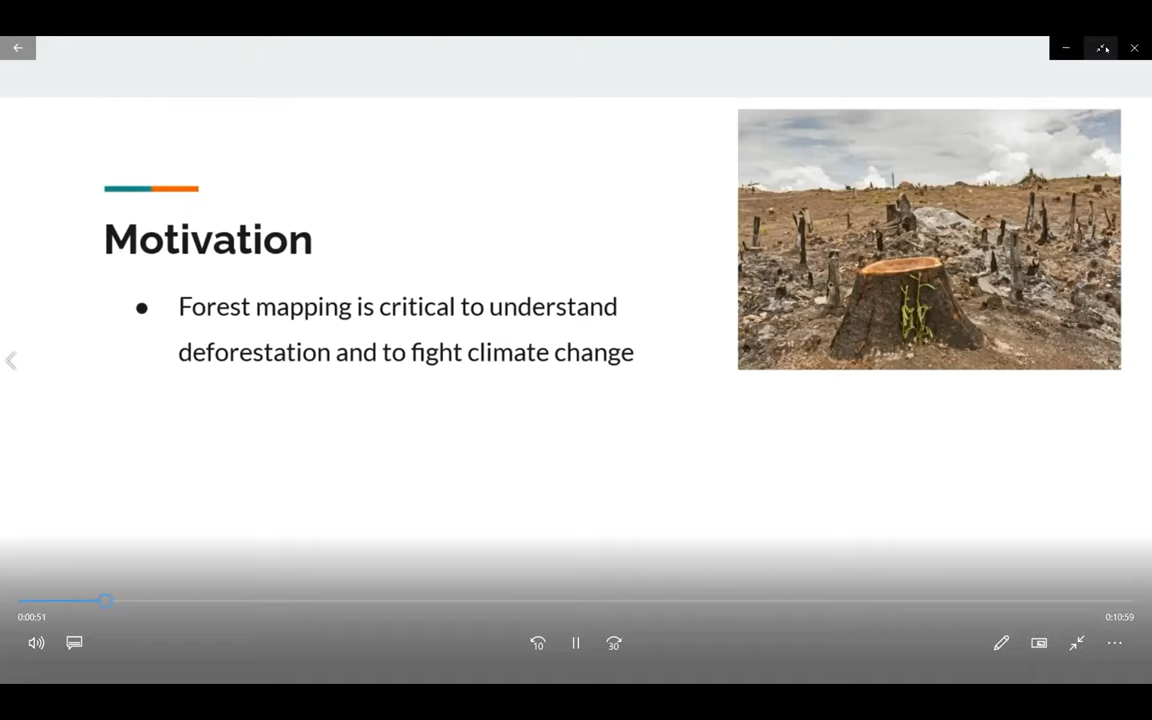 Motivation
● Forest mapping is critical to understand
deforestation and to fight climate change
0:00:51
0:10:59
10
30